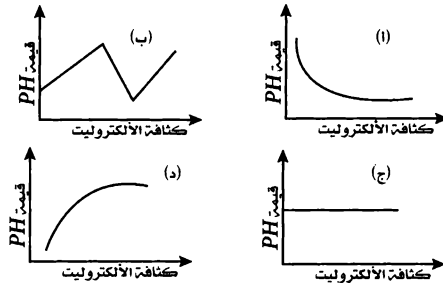 (ا)
قيمة PH
كثافة الألكتروليت
(ب)
قيمة PH
كثافة الألكتروليت
(ج)
قيمة PH
كثافة الألكتروليت
(د)
قيمة PH
كثافة الألكتروليت